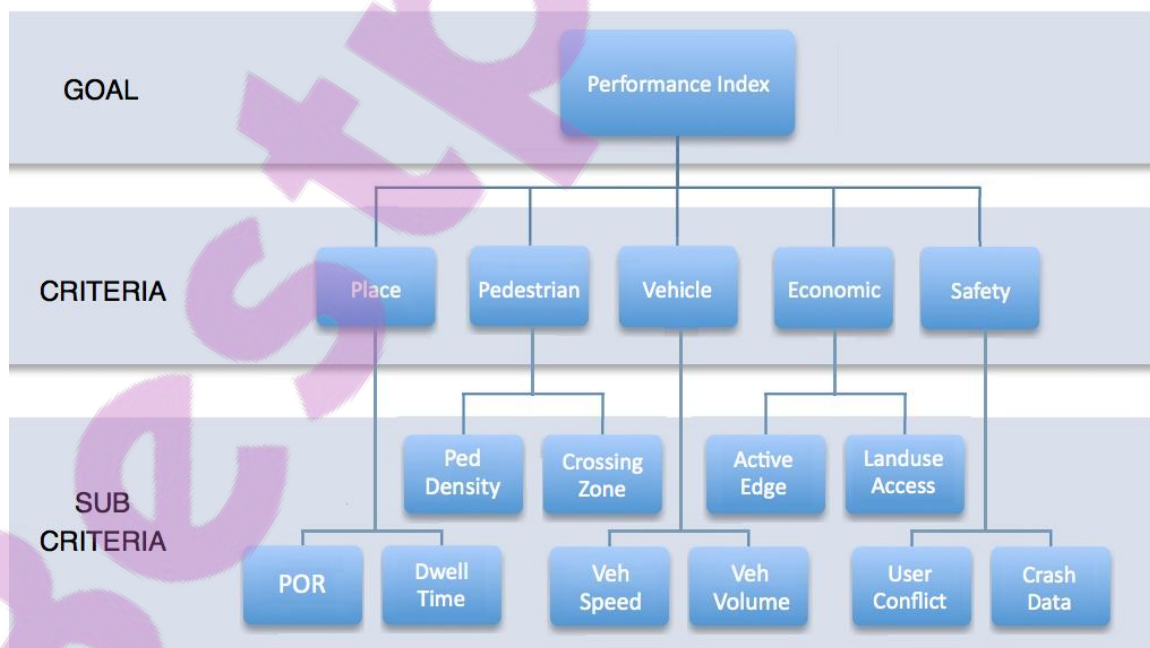 GOAL
Performance Index
CRITERIA
Place
Pedestrian
Vehicle
Economic
Safety
SUB
CRITERIA
Ped
Density
Crossing
Zone
Active
Edge
Landuse
Access
POR
Dwell
Time
Veh
Speed
Veh
Volume
User
Conflict
Crash
Data